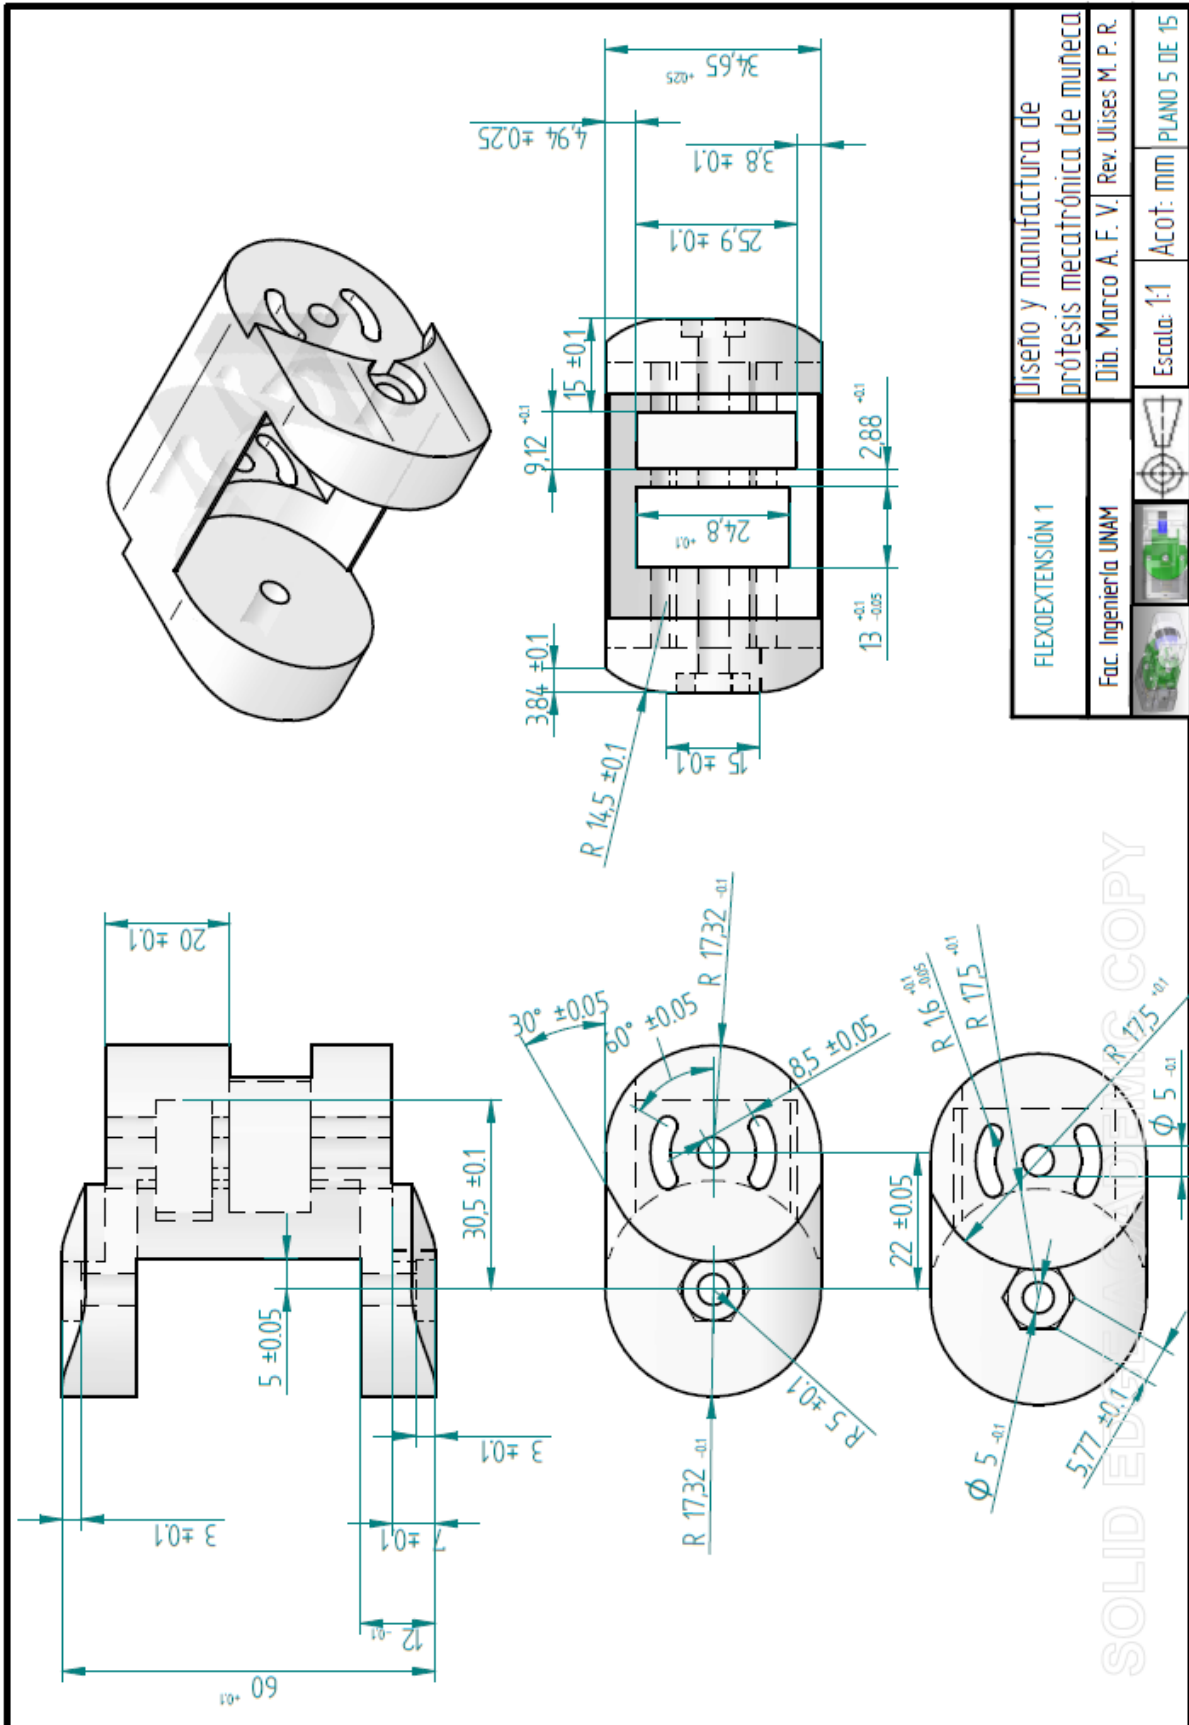 34,65 +0.25
4,94 ±0.25
3,8 ±0.1
25,9 ±0.1
15 ±0.1
9,12 +0.1
2,88 +0.1
24,8 +0.1
13 +0.1 -0.05
3,84 ±0.1
15 ±0.1
R 14,5 ±0.1
20 ±0.1
30,5 ±0.1
5 ±0.05
3 ±0.1
3 ±0.1
7 ±0.1
12 -0.1
60 +0.1
30° ±0.05
60° ±0.05
R 17,32 -0.1
8,5 ±0.05
22 ±0.05
R 5 ±0.1
R 17,32 -0.1
R 1,6 +0.1 -0.05
R 17,5 +0.1
R 17,5 +0.1
ϕ 5 -0.1
ϕ 5 -0.1
5,77 ±0.1
SOLID EDGE ACADEMIC COPY
FLEXOEXTENSIÓN 1
Diseño y manufactura de
prótesis mecatrónica de muñeca
Fac. Ingeniería UNAM
Dib. Marco A. F. V.
Rev. Ulises M. P. R.
Escala: 1:1
Acot: mm
PLANO 5 DE 15